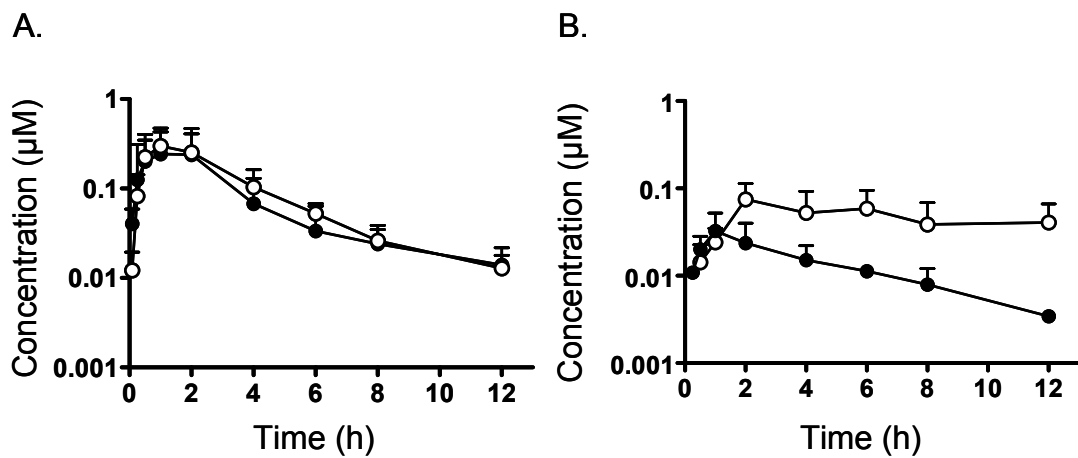 A.
Concentration (µM)
1
0.1
0.01
0.001
0 2 4 6 8 10 12
Time (h)
B.
Concentration (µM)
1
0.1
0.01
0.001
0 2 4 6 8 10 12
Time (h)